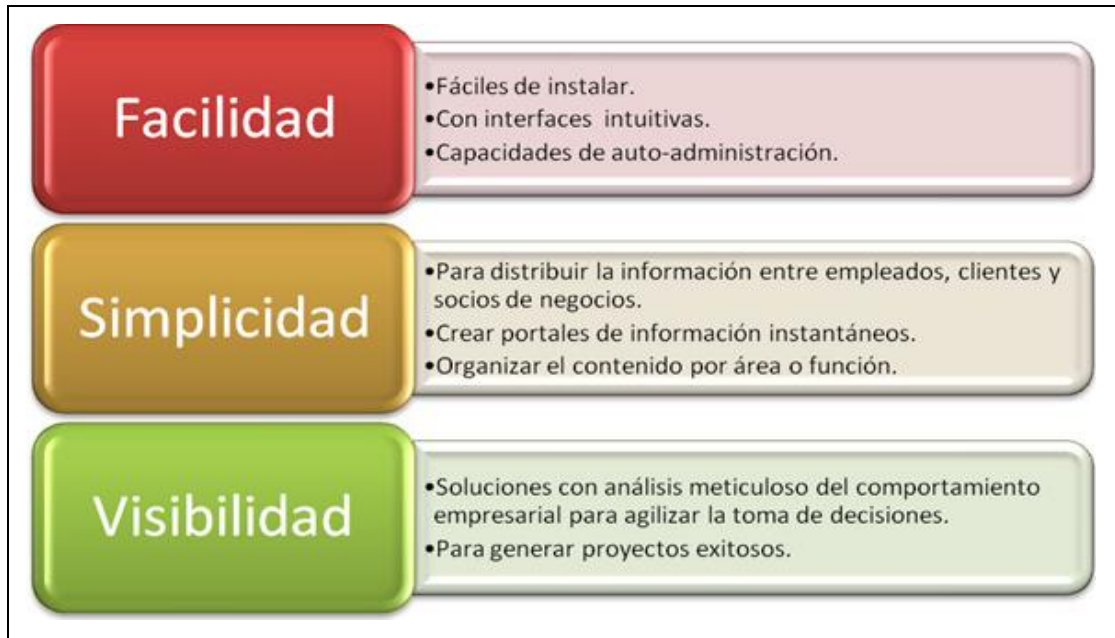 Facilidad
•Fáciles de instalar.
•Con interfaces intuitivas.
•Capacidades de auto-administración.
Simplicidad
•Para distribuir la información entre empleados, clientes y
socios de negocios.
•Crear portales de información instantáneos.
•Organizar el contenido por área o función.
Visibilidad
•Soluciones con análisis meticuloso del comportamiento
empresarial para agilizar la toma de decisiones.
•Para generar proyectos exitosos.